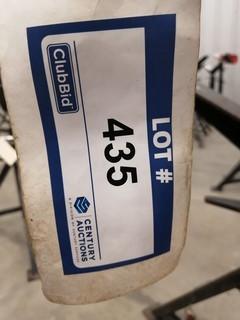 LOT #
435
ClubBid
CENTURY
AUCTIONS